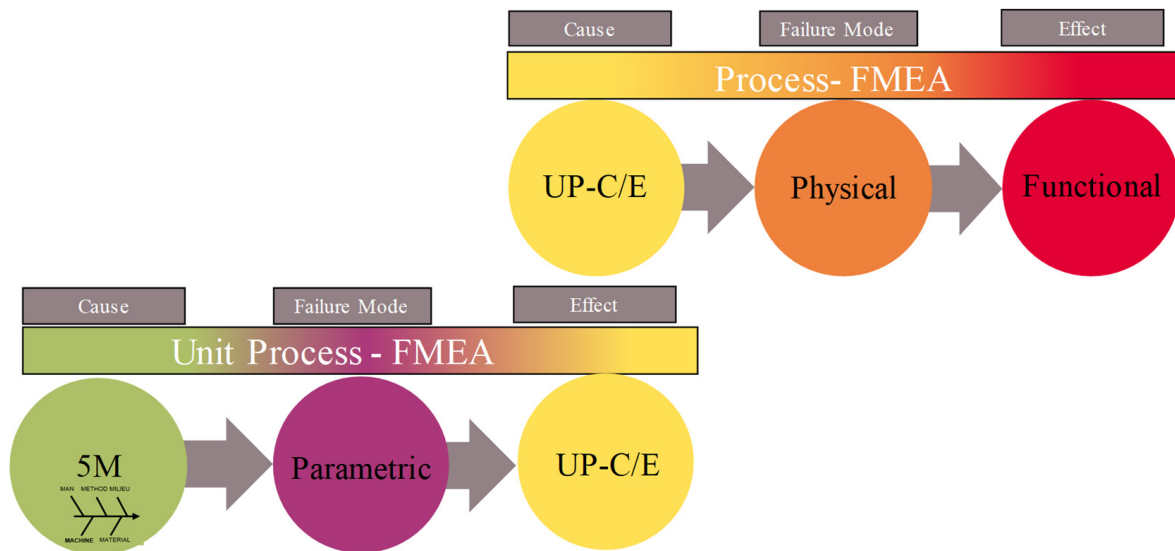 Cause Failure Mode Effect
Process- FMEA
UP-C/E Physical Functional
Cause Failure Mode Effect
Unit Process - FMEA
5M Parametric UP-C/E
MAN METHOD MILIEU
MACHINE MATERIAL